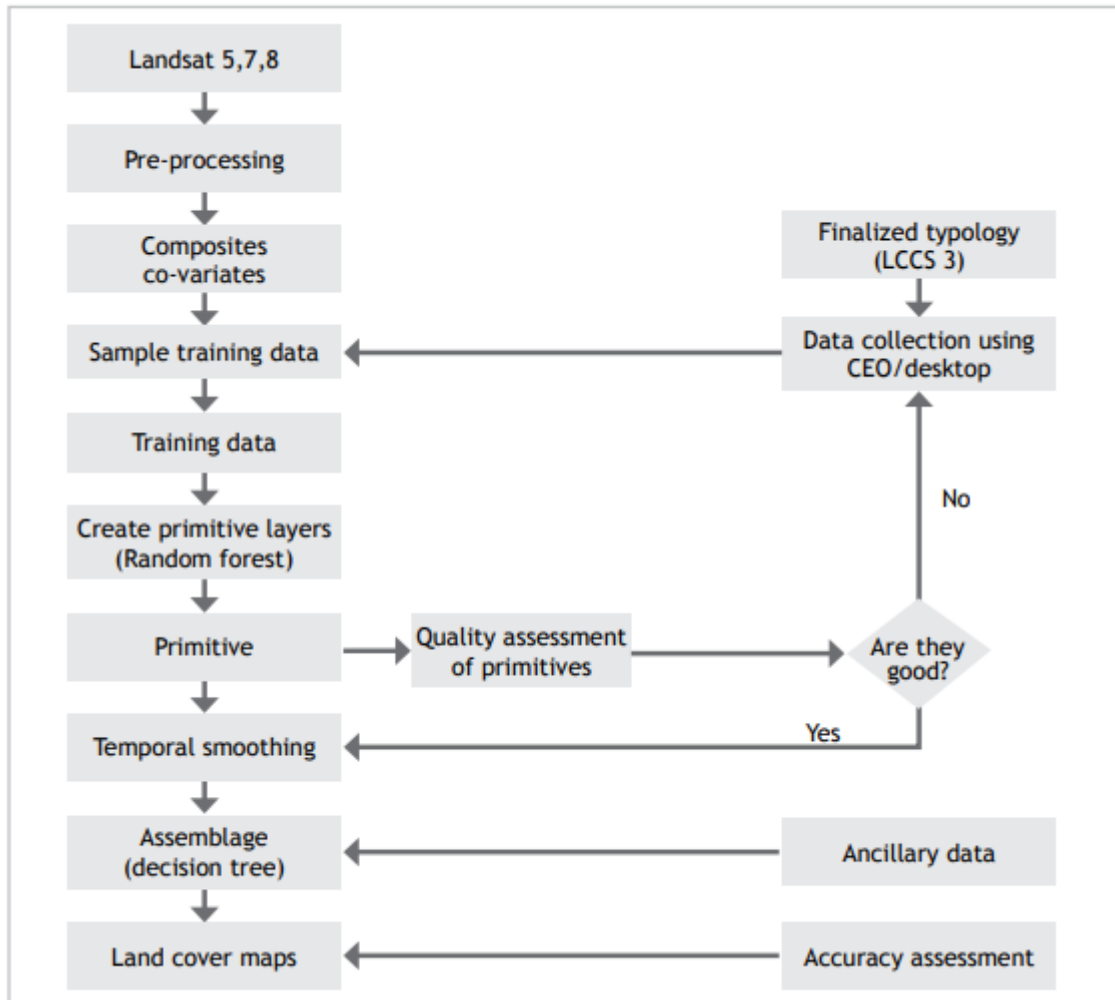 Landsat 5,7,8
Pre-processing
Composites
co-variates
Finalized typology
(LCCS 3)
Sample training data
Data collection using
CEO/desktop
Training data
No
Create primitive layers
(Random forest)
Primitive
Quality assessment
of primitives
Are they
good?
Yes
Temporal smoothing
Assemblage
(decision tree)
Ancillary data
Land cover maps
Accuracy assessment